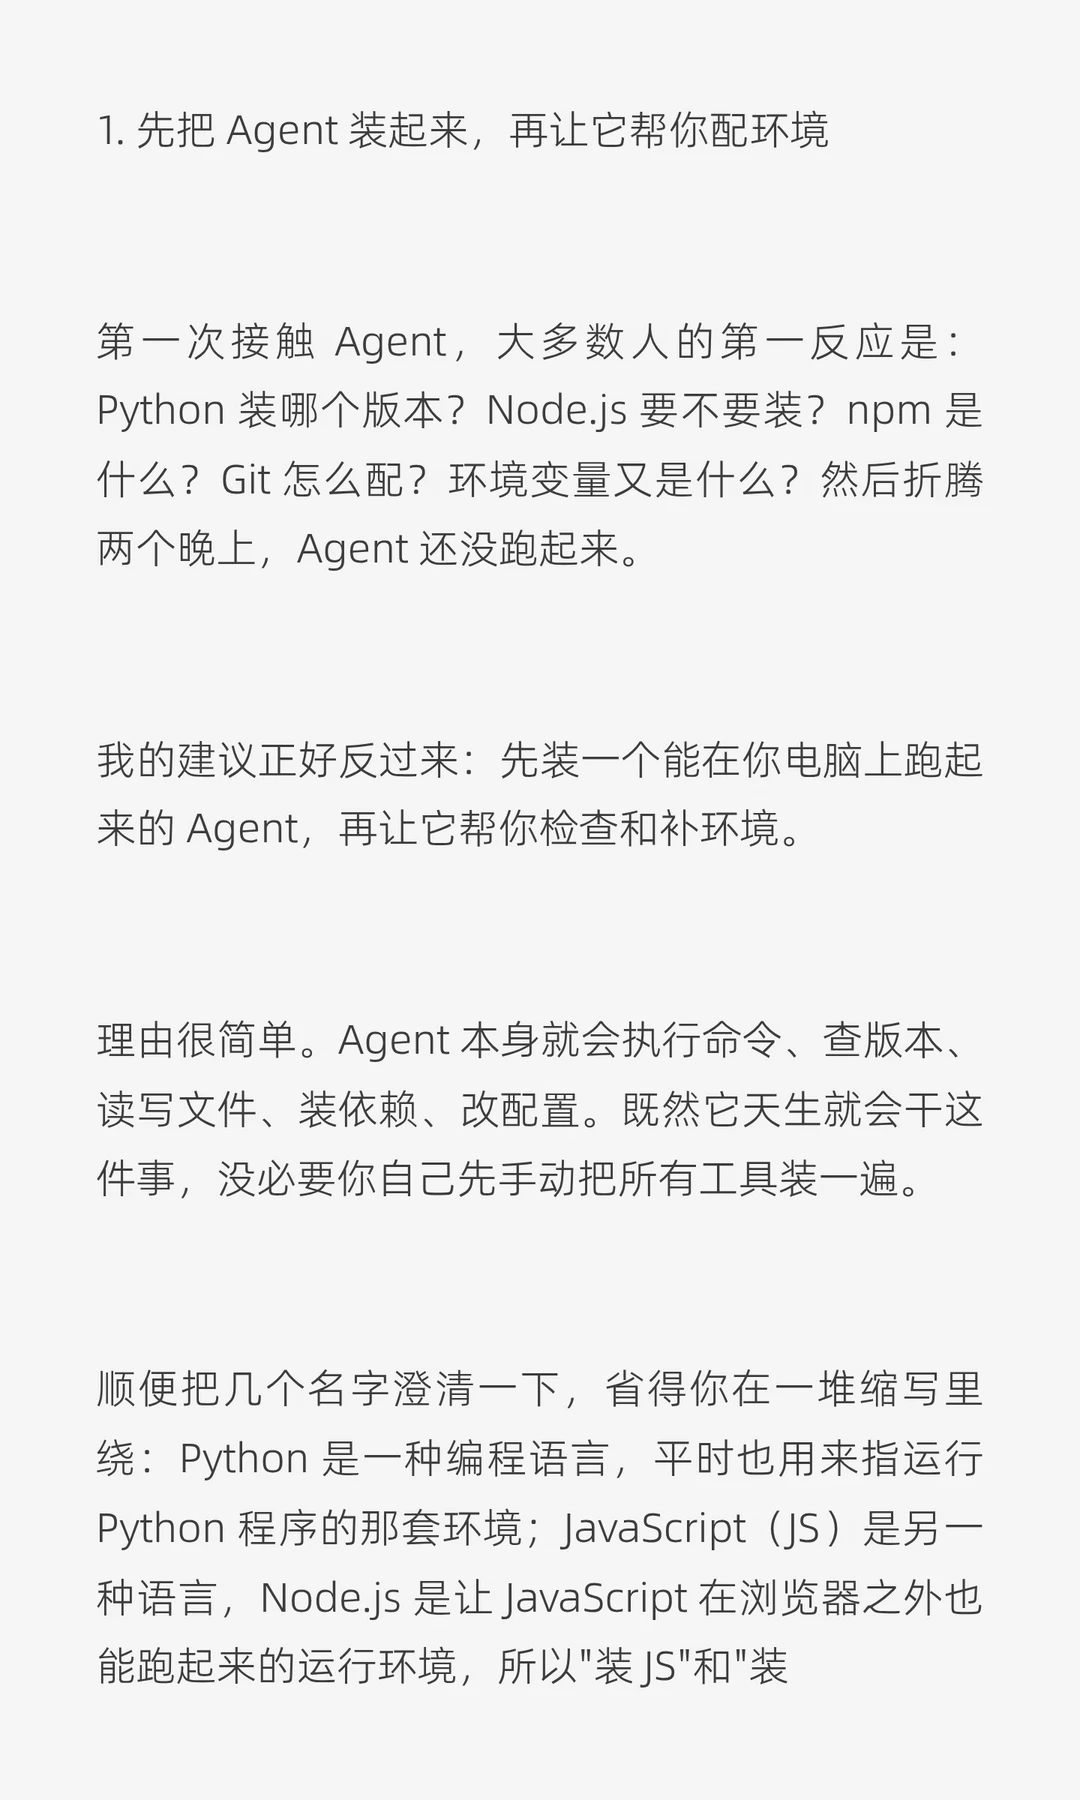 1. 先把 Agent 装起来，再让它帮你配环境
第一次接触 Agent，大多数人的第一反应是：
Python 装哪个版本？Node.js 要不要装？npm 是
什么？Git 怎么配？环境变量又是什么？然后折腾
两个晚上，Agent 还没跑起来。
我的建议正好反过来：先装一个能在你电脑上跑起
来的 Agent，再让它帮你检查和补环境。
理由很简单。Agent 本身就会执行命令、查版本、
读写文件、装依赖、改配置。既然它天生就会干这
件事，没必要你自己先手动把所有工具装一遍。
顺便把几个名字澄清一下，省得你在一堆缩写里
绕：Python 是一种编程语言，平时也用来指运行
Python 程序的那套环境；JavaScript（JS）是另一
种语言，Node.js 是让 JavaScript 在浏览器之外也
能跑起来的运行环境，所以"装 JS"和"装